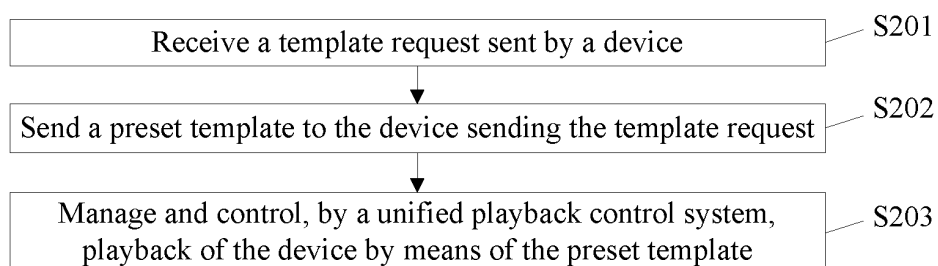 Receive a template request sent by a device
S201
Send a preset template to the device sending the template request
S202
Manage and control, by a unified playback control system,
playback of the device by means of the preset template
S203